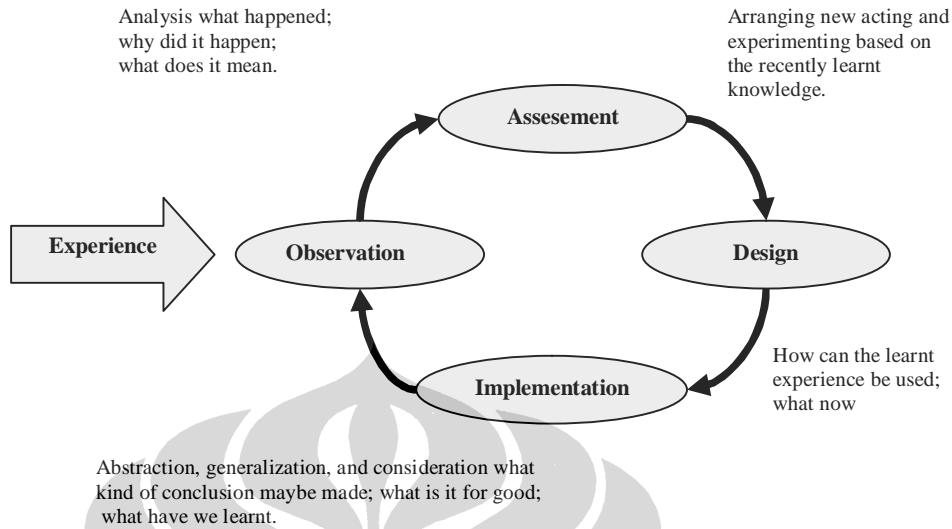 Analysis what happened;
why did it happen;
what does it mean.
Arranging new acting and
experimenting based on
the recently learnt
knowledge.
Assesement
Experience
Observation
Design
Implementation
How can the learnt
experience be used;
what now
Abstraction, generalization, and consideration what
kind of conclusion maybe made; what is it for good;
what have we learnt.